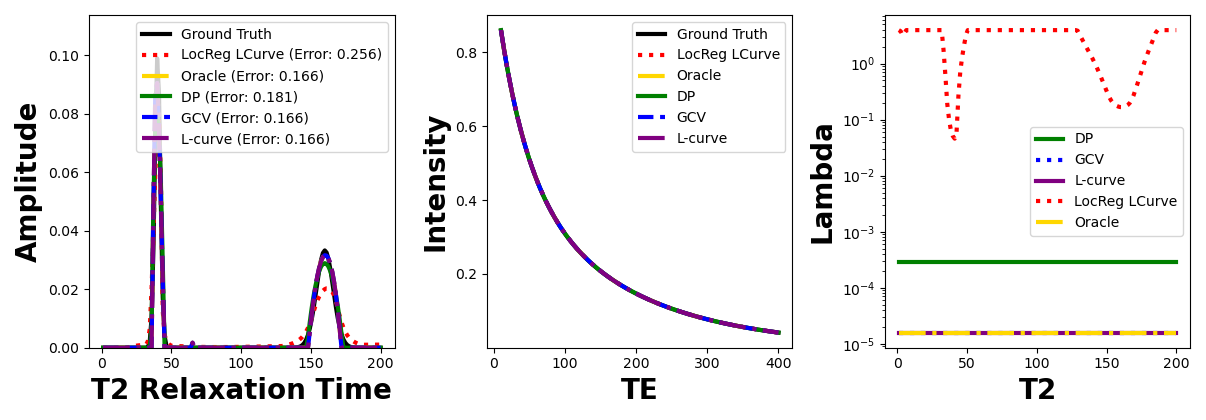 Amplitude
0.10
0.08
0.06
0.04
0.02
0.00
Ground Truth
LocReg LCurve (Error: 0.256)
Oracle (Error: 0.166)
DP (Error: 0.181)
GCV (Error: 0.166)
L-curve (Error: 0.166)
0 50 100 150 200
T2 Relaxation Time
Intensity
0.8
0.6
0.4
0.2
Ground Truth
LocReg LCurve
Oracle
DP
GCV
L-curve
0 100 200 300 400
TE
Lambda
10⁰
10⁻¹
10⁻²
10⁻³
10⁻⁴
10⁻⁵
DP
GCV
L-curve
LocReg LCurve
Oracle
0 50 100 150 200
T2